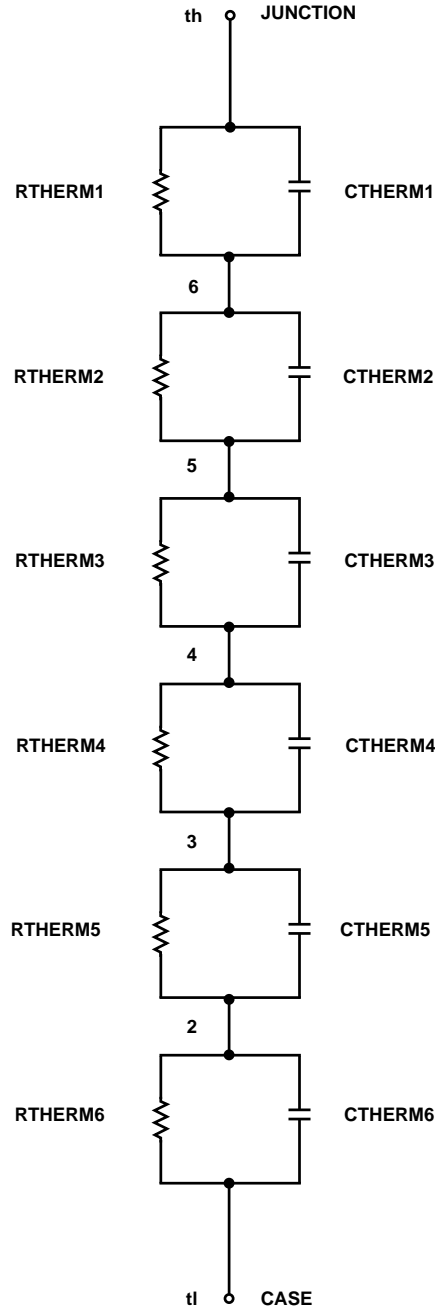 th JUNCTION
RTHERM1 CTHERM1
6
RTHERM2 CTHERM2
5
RTHERM3 CTHERM3
4
RTHERM4 CTHERM4
3
RTHERM5 CTHERM5
2
RTHERM6 CTHERM6
tl CASE